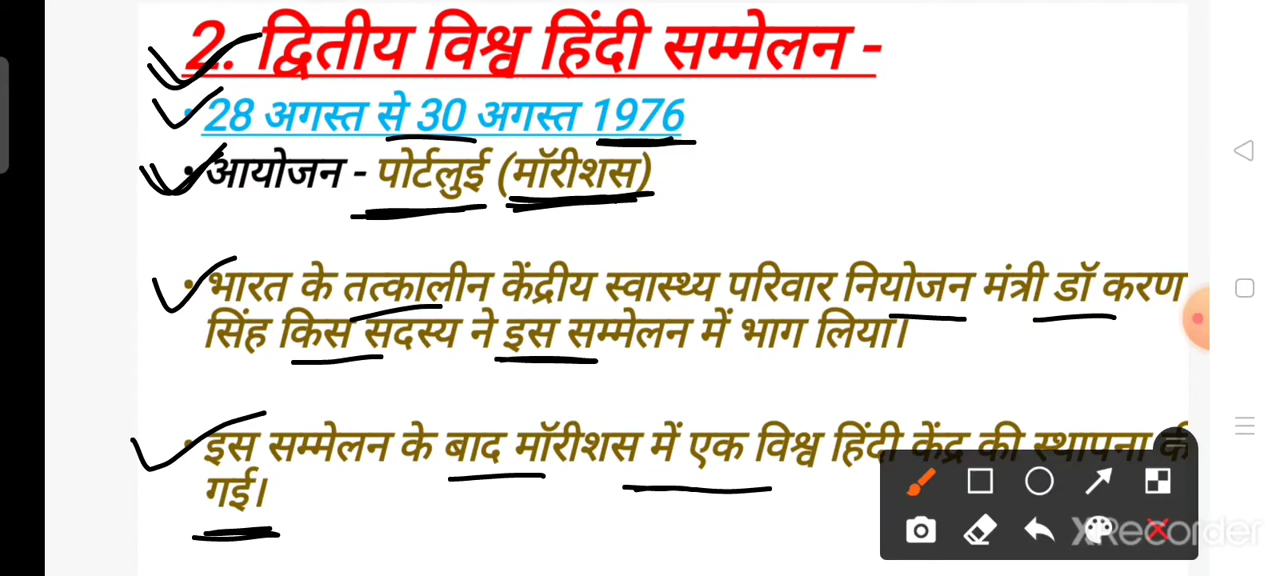 2. द्वितीय विश्व हिंदी सम्मेलन -
• 28 अगस्त से 30 अगस्त 1976
• आयोजन - पोर्टलुई (मॉरीशस)
• भारत के तत्कालीन केंद्रीय स्वास्थ्य परिवार नियोजन मंत्री डॉ करण
सिंह किस सदस्य ने इस सम्मेलन में भाग लिया।
• इस सम्मेलन के बाद मॉरीशस में एक विश्व हिंदी केंद्र की स्थापना की
गई।
XRecorder